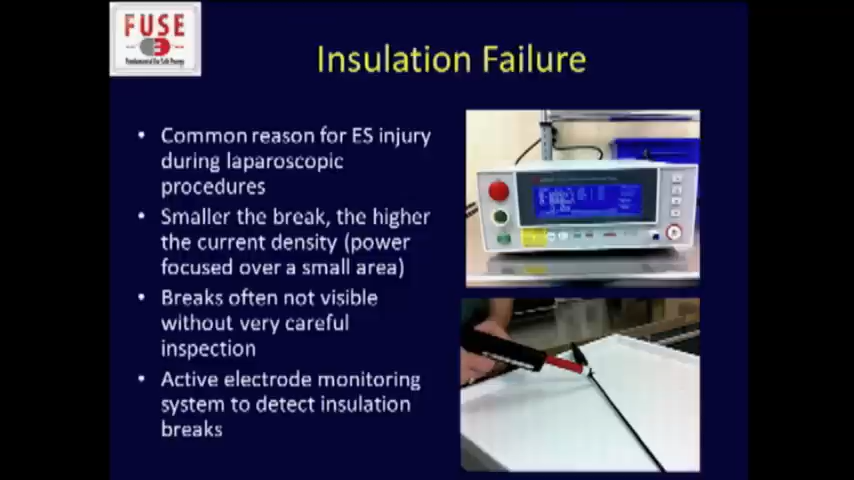 FUSE
Insulation Failure
• Common reason for ES injury
during laparoscopic
procedures
• Smaller the break, the higher
the current density (power
focused over a small area)
• Breaks often not visible
without very careful
inspection
• Active electrode monitoring
system to detect insulation
breaks